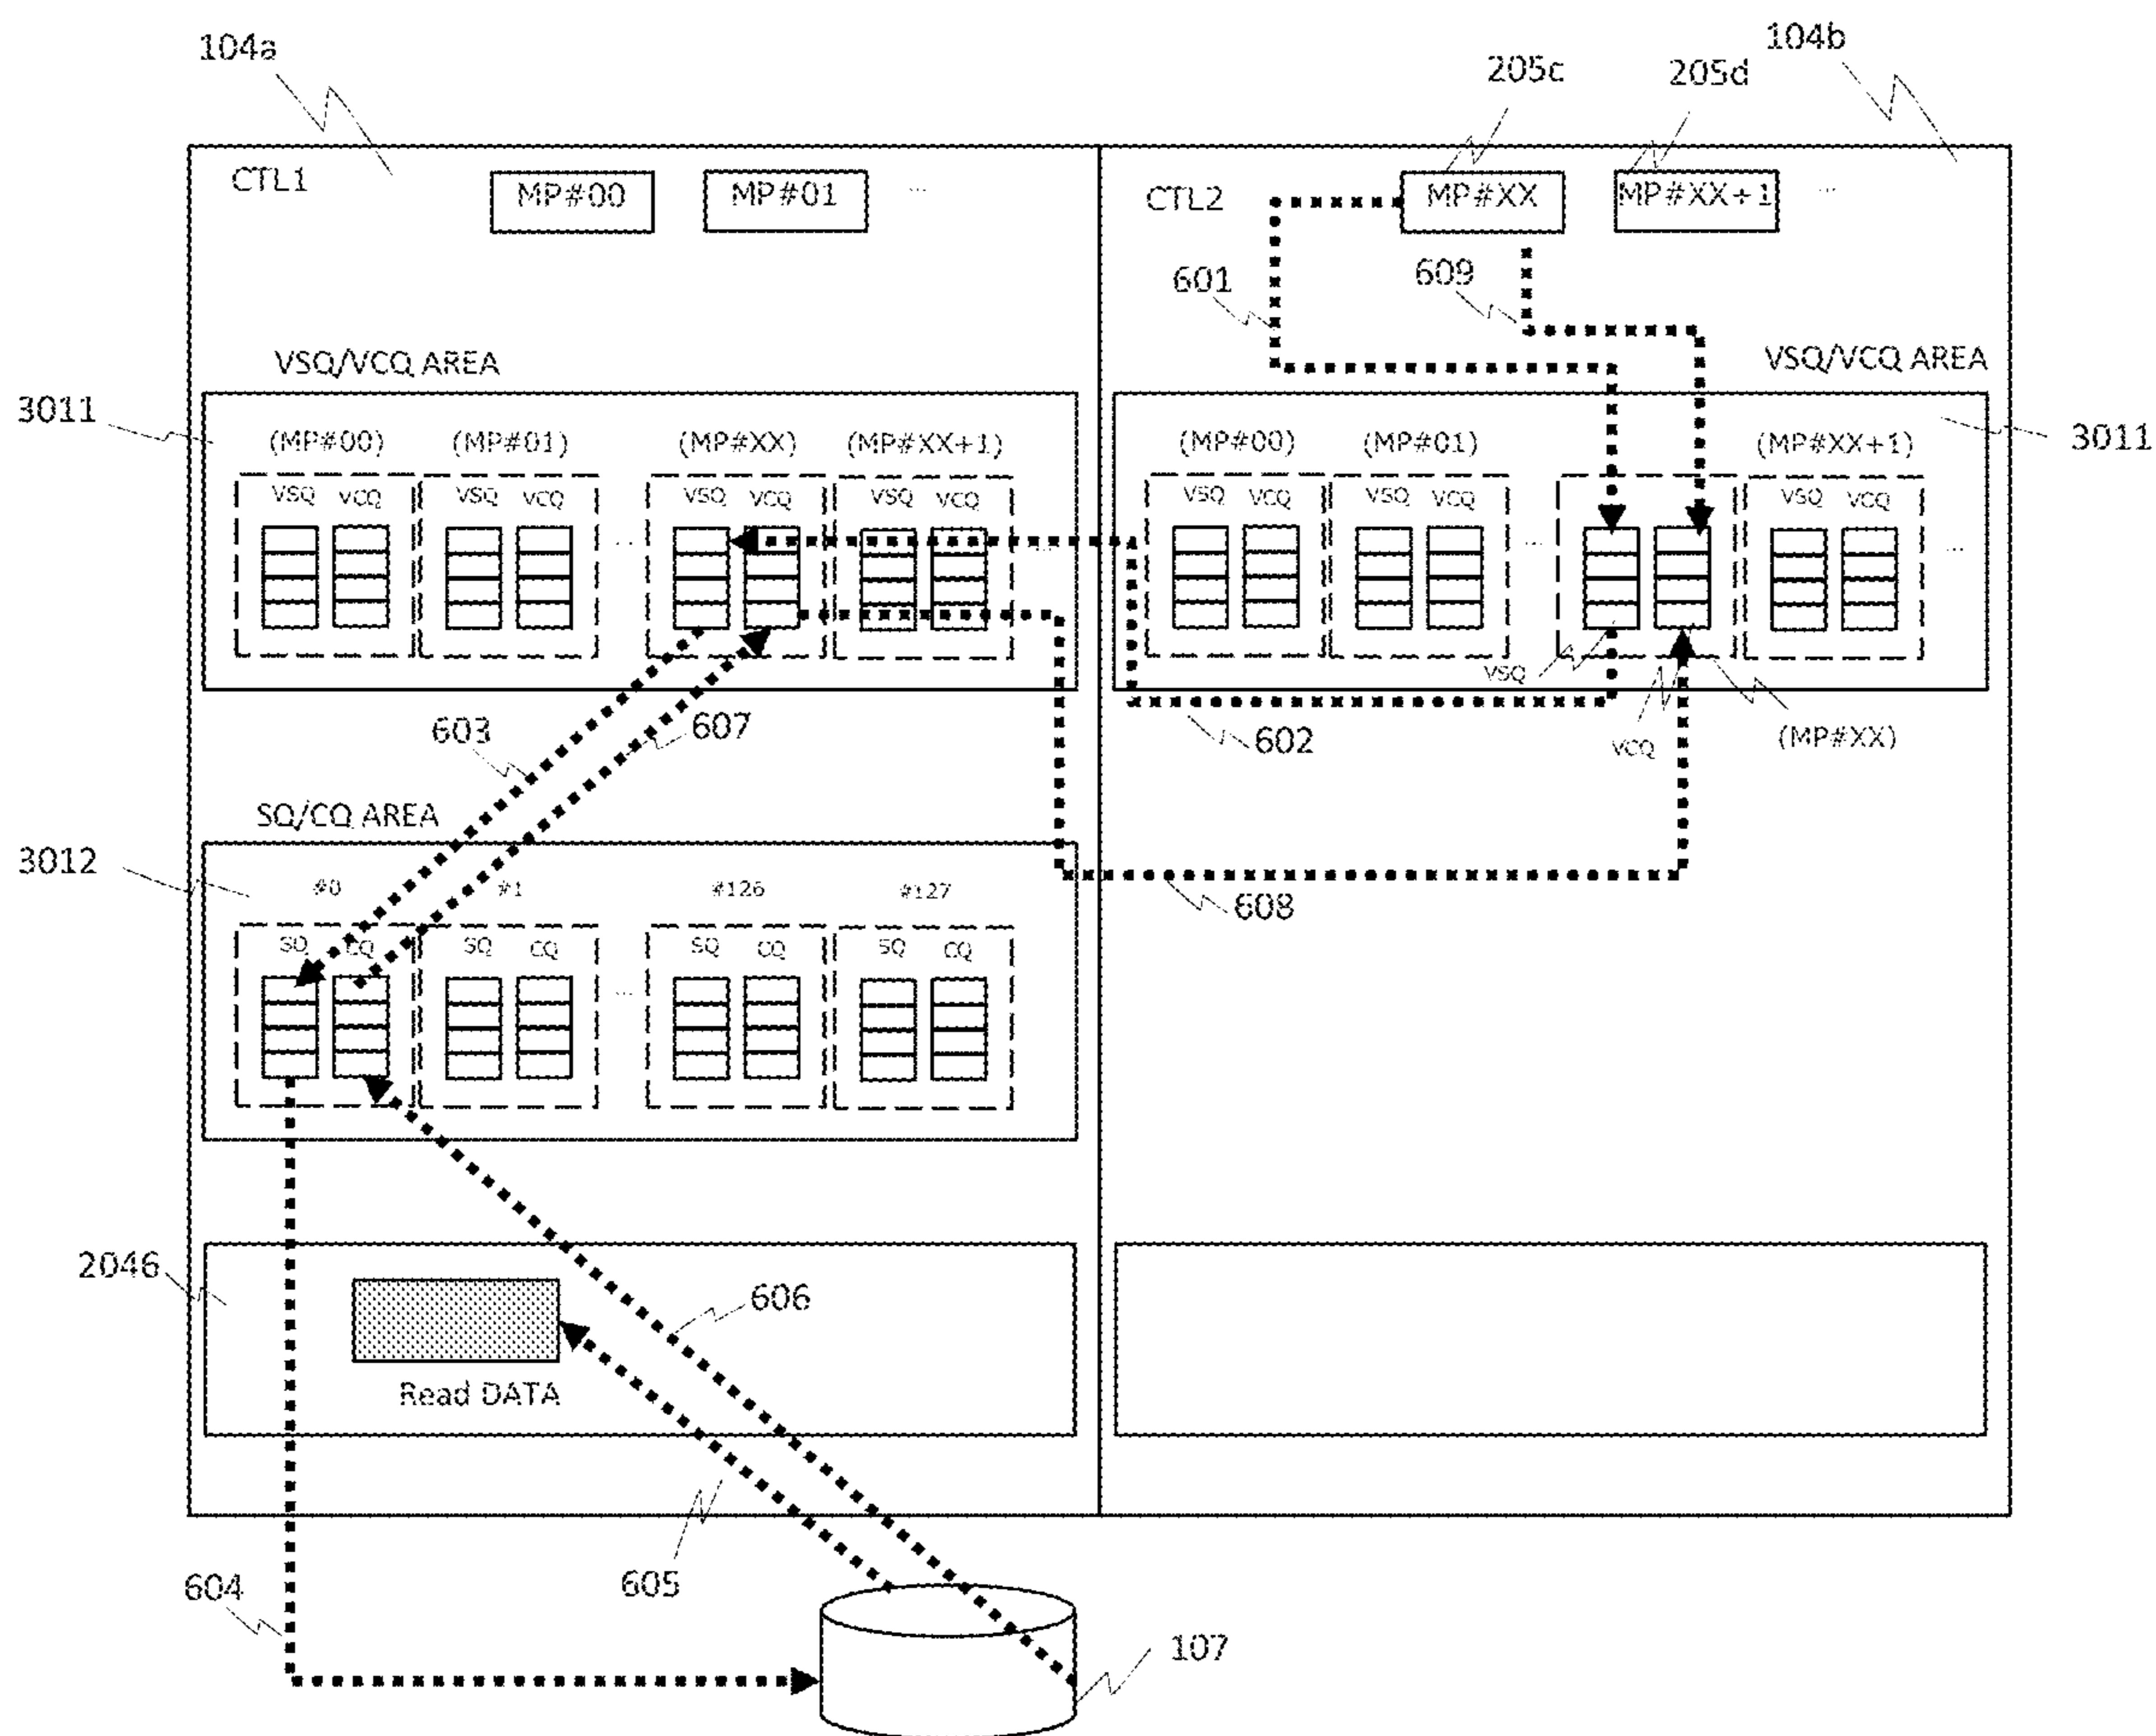 104a
205c
205d
104b
CTL1
MP#00
MP#01
...
CTL2
MP#XX
MP#XX+1
...
601
609
VSQ/VCQ AREA
VSQ/VCQ AREA
3011
(MP#00)
(MP#01)
(MP#XX)
(MP#XX+1)
(MP#00)
(MP#01)
(MP#XX+1)
3011
VSQ VCQ
VSQ VCQ
VSQ VCQ
VSQ VCQ
VSQ VCQ
VSQ VCQ
VSQ VCQ
...
...
...
...
VSQ
VCQ
(MP#XX)
603
607
602
SQ/CQ AREA
3012
#0
#1
#126
#127
608
SQ CQ
SQ CQ
SQ CQ
SQ CQ
...
2046
606
Read DATA
604
605
107